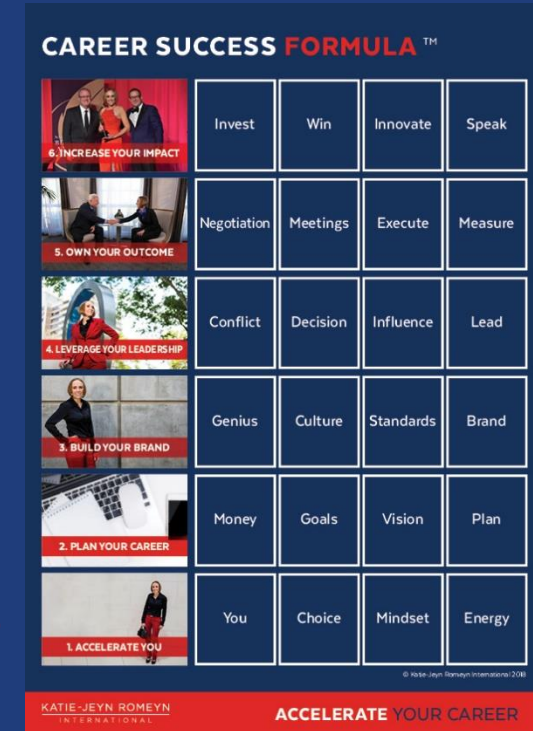 CAREER SUCCESS FORMULA ™
6. INCREASE YOUR IMPACT
Invest
Win
Innovate
Speak
5. OWN YOUR OUTCOME
Negotiation
Meetings
Execute
Measure
4. LEVERAGE YOUR LEADERSHIP
Conflict
Decision
Influence
Lead
3. BUILD YOUR BRAND
Genius
Culture
Standards
Brand
2. PLAN YOUR CAREER
Money
Goals
Vision
Plan
1. ACCELERATE YOU
You
Choice
Mindset
Energy
© Katie-Jeyn Romeyn International 2018
KATIE-JEYN ROMEYN
INTERNATIONAL
ACCELERATE YOUR CAREER